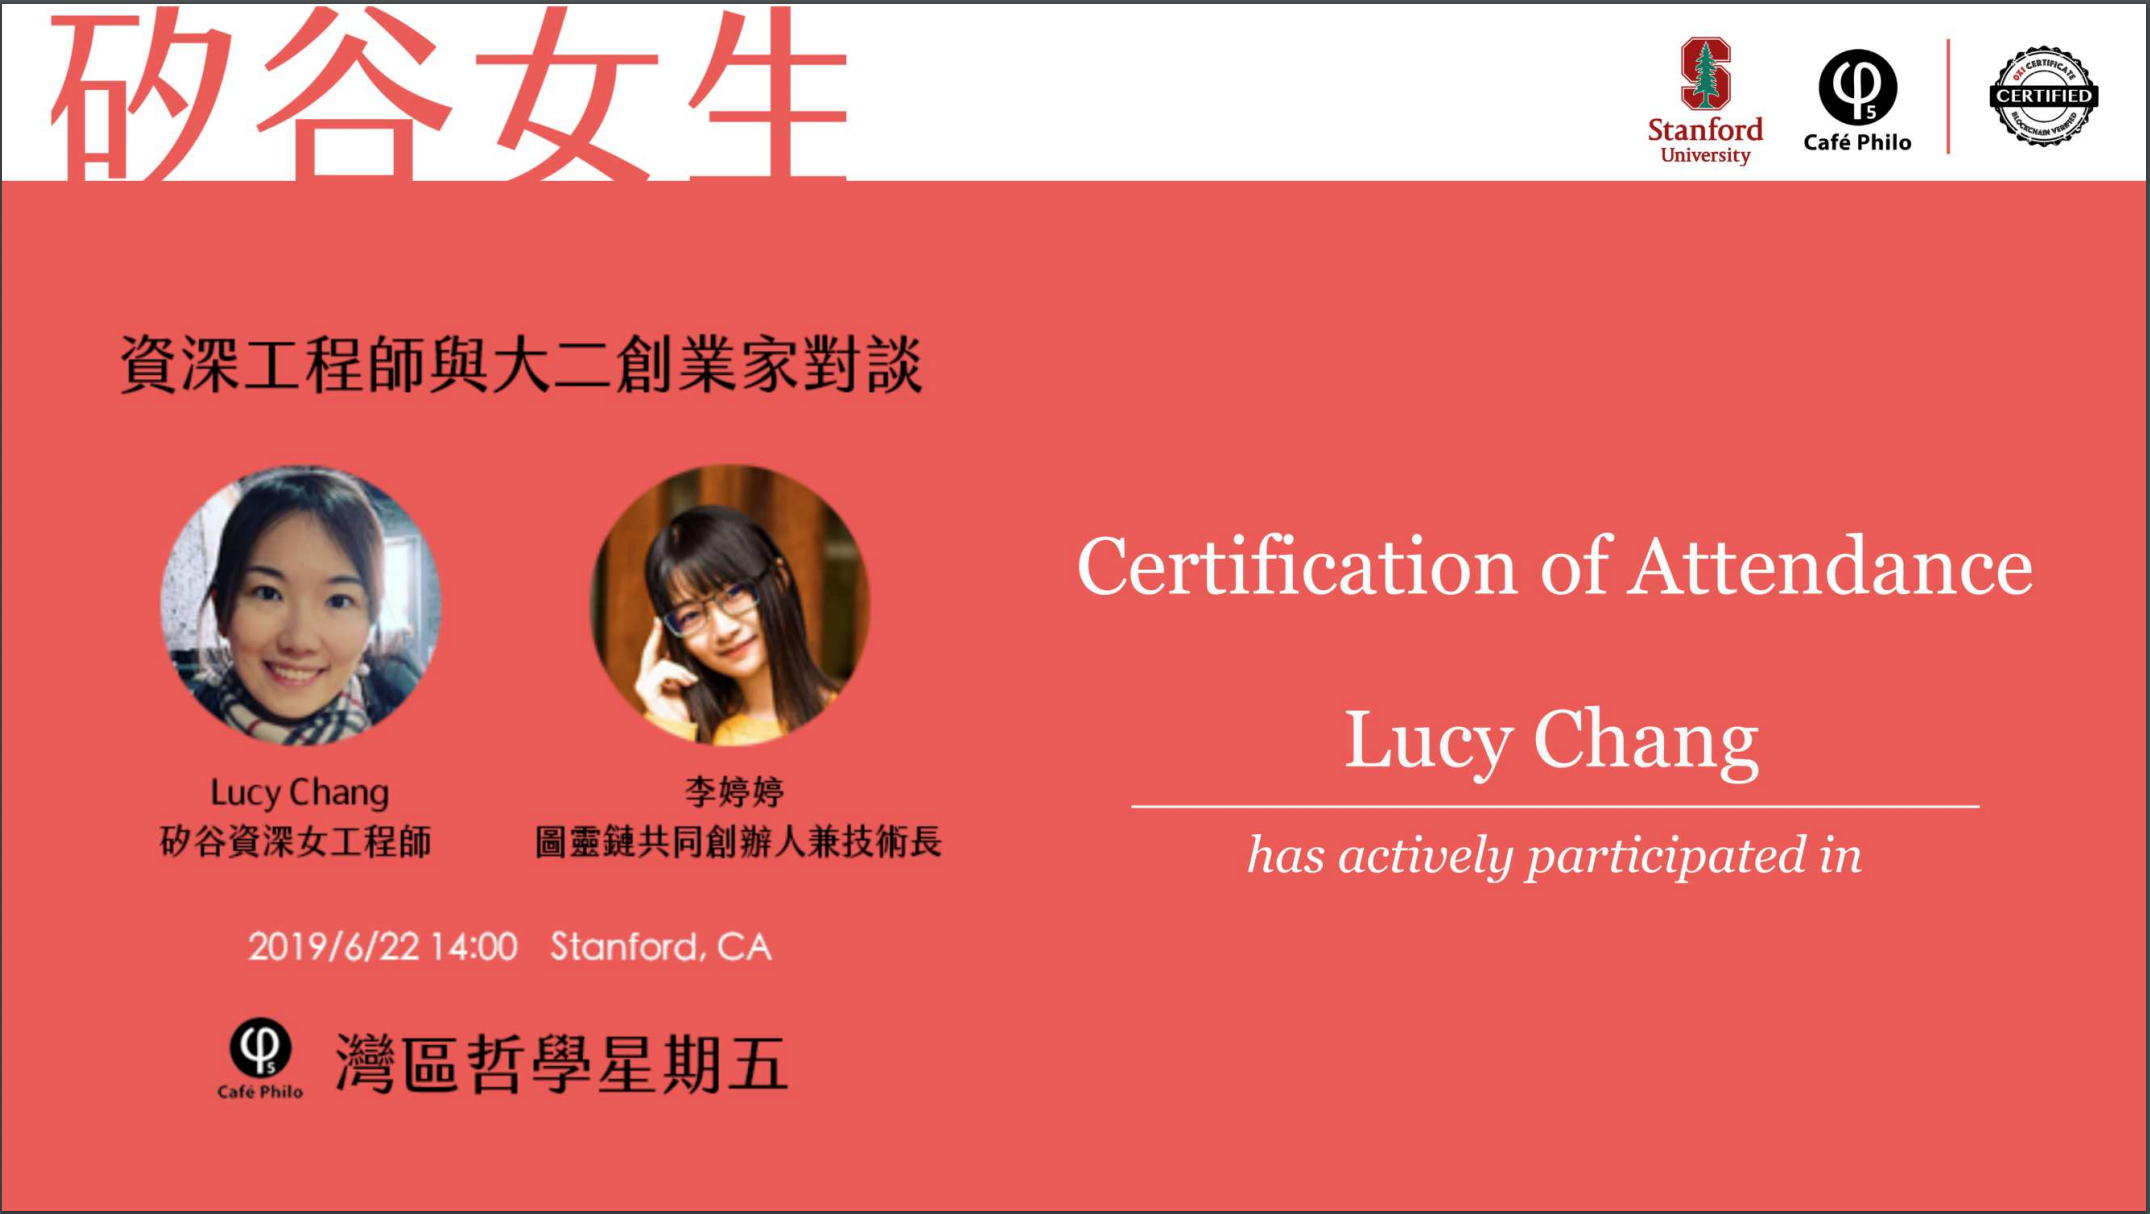 矽谷女生
Stanford
University
φ5
Café Philo
0X1 CERTIFICATE
CERTIFIED
BLOCKCHAIN VERIFIED
資深工程師與大二創業家對談
Lucy Chang
矽谷資深女工程師
李婷婷
圖靈鏈共同創辦人兼技術長
2019/6/22 14:00 Stanford, CA
φ5
Café Philo
灣區哲學星期五
Certification of Attendance
Lucy Chang
has actively participated in